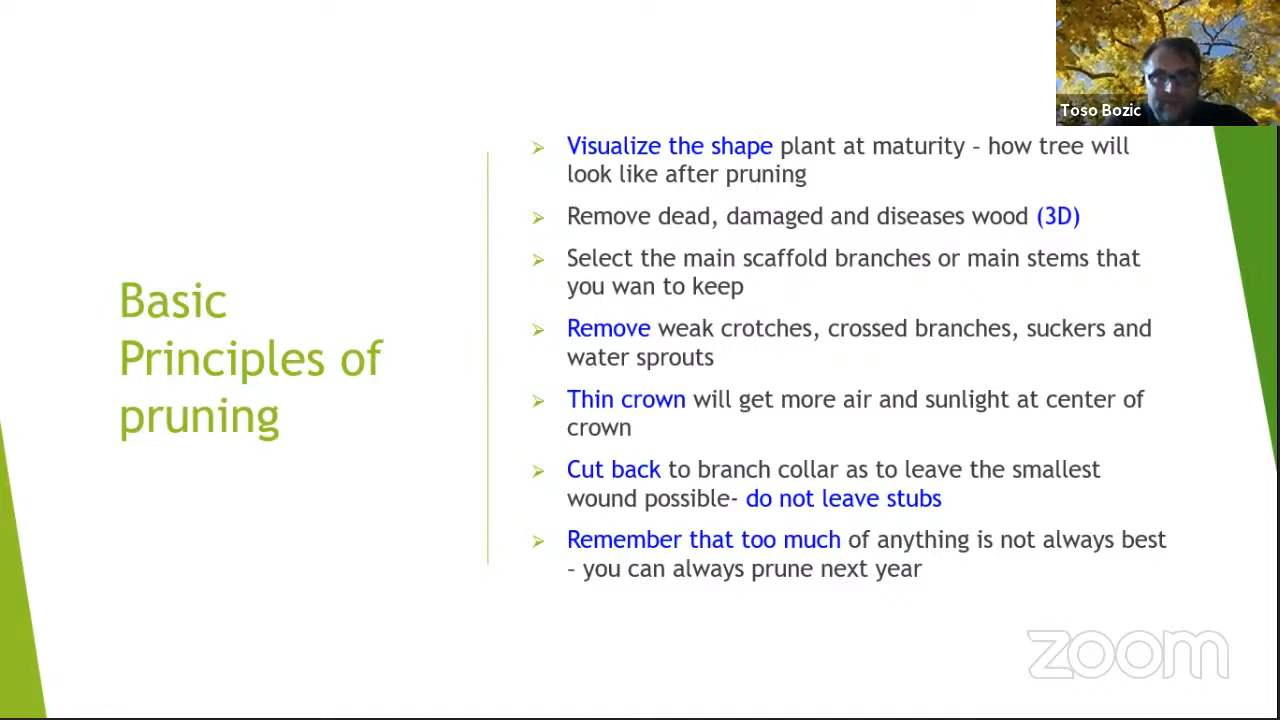 Toso Bozic
Basic
Principles of
pruning
Visualize the shape plant at maturity – how tree will
look like after pruning
Remove dead, damaged and diseases wood (3D)
Select the main scaffold branches or main stems that
you wan to keep
Remove weak crotches, crossed branches, suckers and
water sprouts
Thin crown will get more air and sunlight at center of
crown
Cut back to branch collar as to leave the smallest
wound possible- do not leave stubs
Remember that too much of anything is not always best
– you can always prune next year
zoom